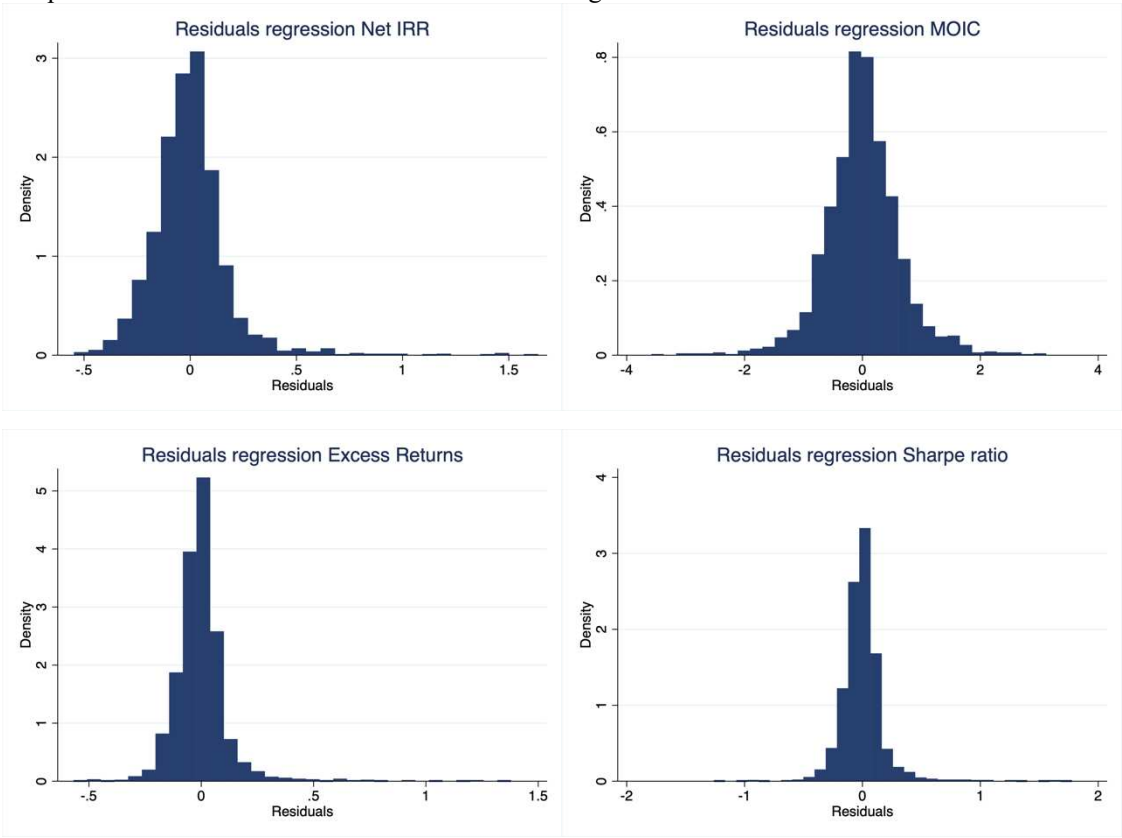 Residuals regression Net IRR
Density
3
2
1
0
-.5 0 .5 1 1.5
Residuals
Residuals regression MOIC
Density
.8
.6
.4
.2
0
-4 -2 0 2 4
Residuals
Residuals regression Excess Returns
Density
5
4
3
2
1
0
-.5 0 .5 1 1.5
Residuals
Residuals regression Sharpe ratio
Density
4
3
2
1
0
-2 -1 0 1 2
Residuals